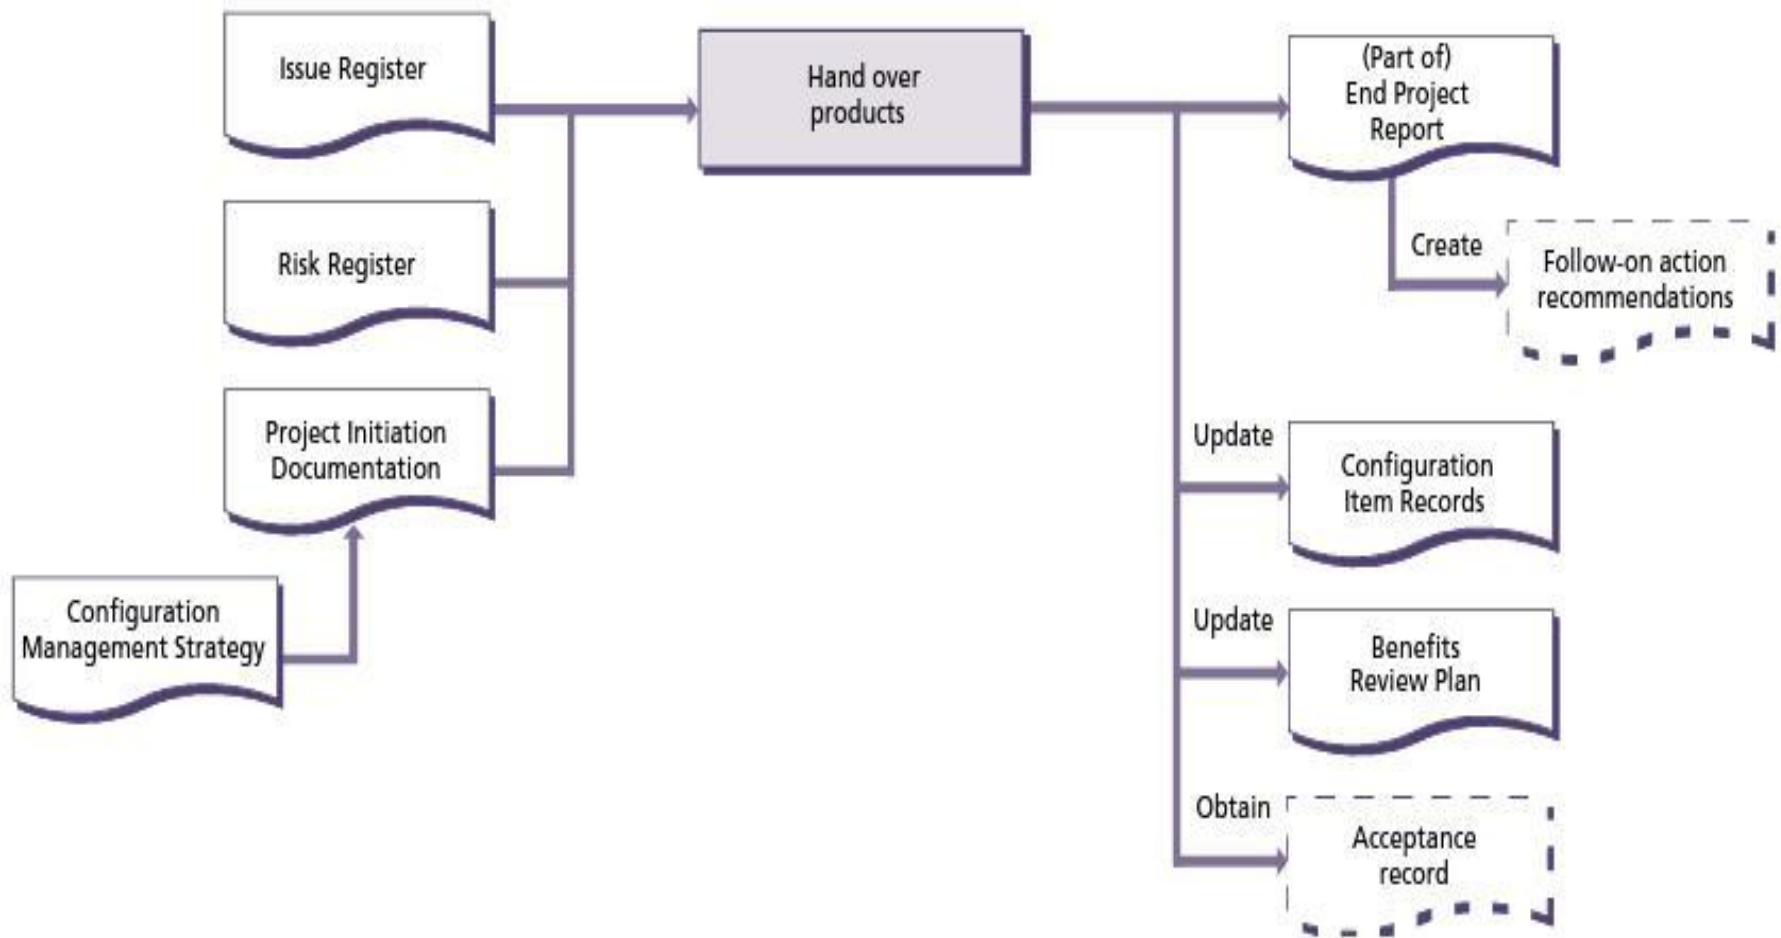 Issue Register
Hand over
products
(Part of)
End Project
Report
Risk Register
Create
Follow-on action
recommendations
Project Initiation
Documentation
Update
Configuration
Item Records
Configuration
Management Strategy
Update
Benefits
Review Plan
Obtain
Acceptance
record